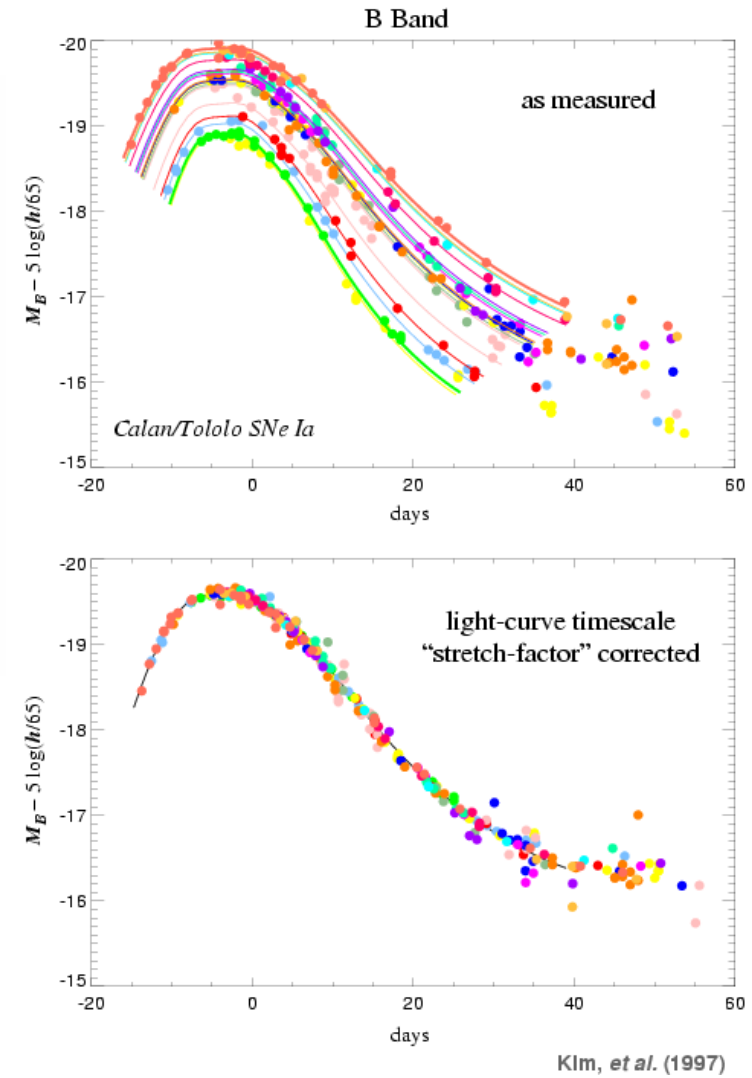 B Band
as measured
Calan/Tololo SNe Ia
M_B – 5 log(h/65)
-20
-19
-18
-17
-16
-15
-20 0 20 40 60
days
light-curve timescale
“stretch-factor” corrected
M_B – 5 log(h/65)
-20
-19
-18
-17
-16
-15
-20 0 20 40 60
days
Kim, et al. (1997)